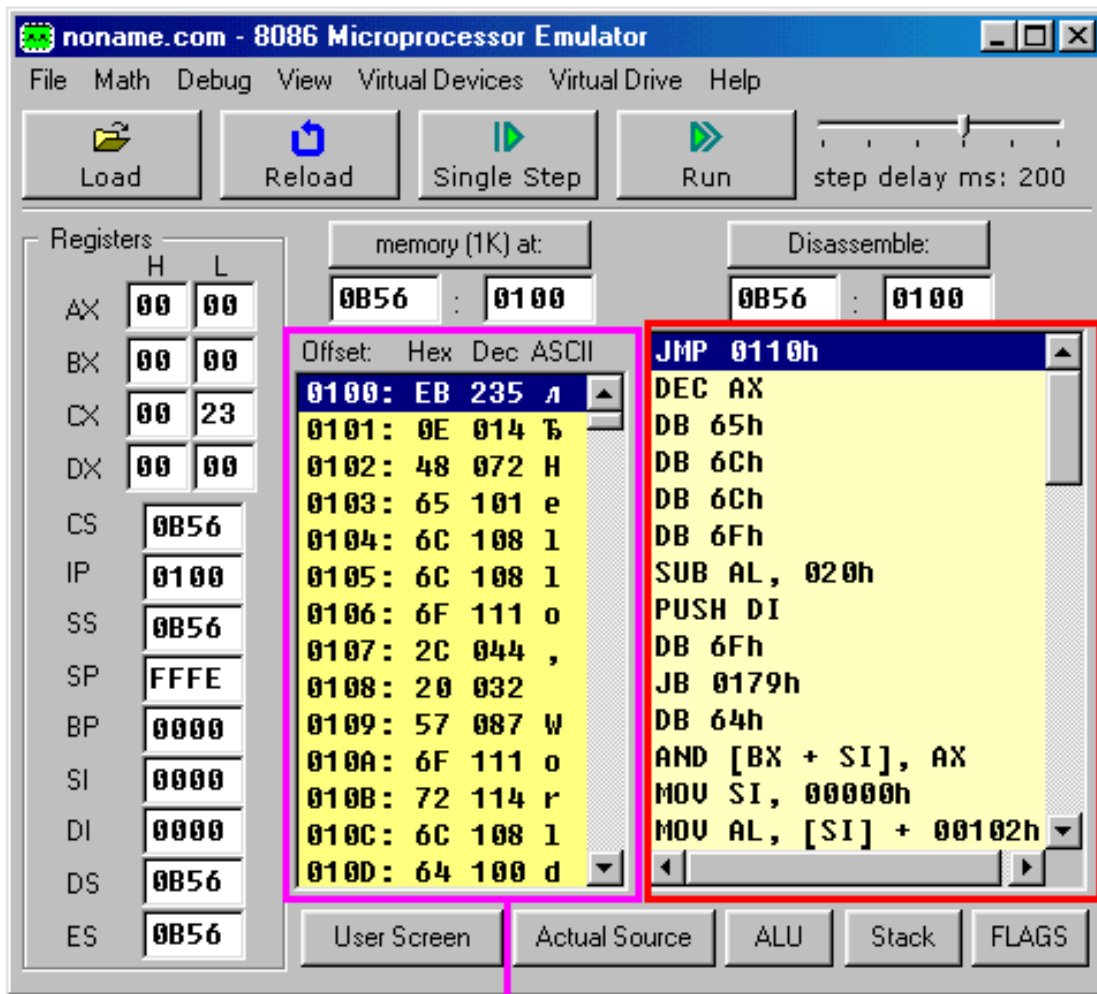 noname.com - 8086 Microprocessor Emulator
File Math Debug View Virtual Devices Virtual Drive Help
Load Reload Single Step Run step delay ms: 200
Registers
H L
AX 00 00
BX 00 00
CX 00 23
DX 00 00
CS 0B56
IP 0100
SS 0B56
SP FFFE
BP 0000
SI 0000
DI 0000
DS 0B56
ES 0B56
memory (1K) at:
0B56 : 0100
Offset: Hex Dec ASCII
0100: EB 235 л
0101: 0E 014 Ђ
0102: 48 072 H
0103: 65 101 e
0104: 6C 108 l
0105: 6C 108 l
0106: 6F 111 o
0107: 2C 044 ,
0108: 20 032
0109: 57 087 W
010A: 6F 111 o
010B: 72 114 r
010C: 6C 108 l
010D: 64 100 d
Disassemble:
0B56 : 0100
JMP 0110h
DEC AX
DB 65h
DB 6Ch
DB 6Ch
DB 6Fh
SUB AL, 020h
PUSH DI
DB 6Fh
JB 0179h
DB 64h
AND [BX + SI], AX
MOV SI, 00000h
MOV AL, [SI] + 00102h
User Screen Actual Source ALU Stack FLAGS